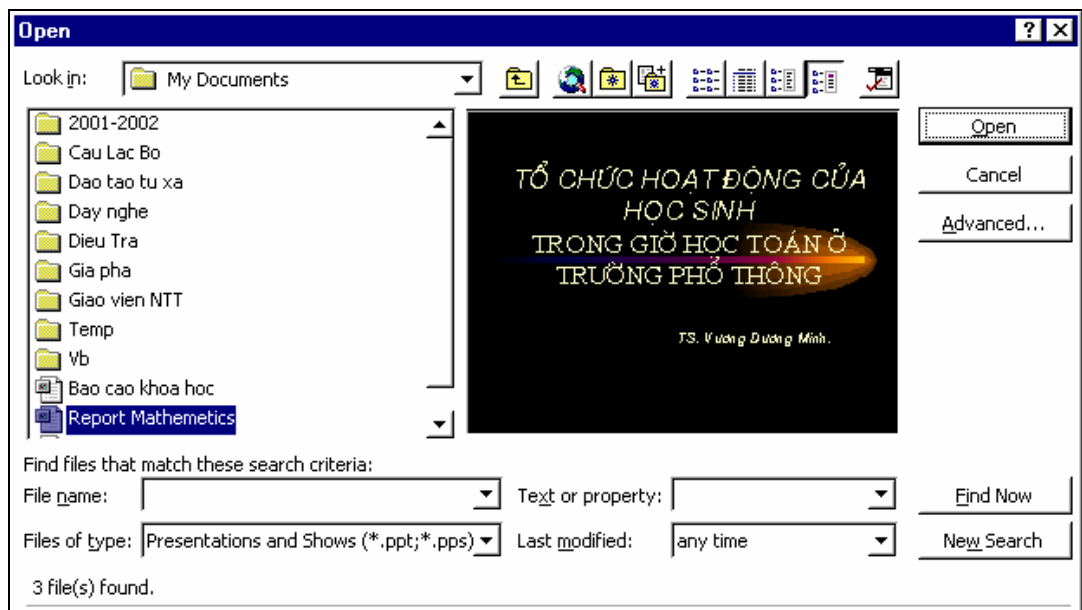 Open
Look in: My Documents
2001-2002
Cau Lac Bo
Dao tao tu xa
Day nghe
Dieu Tra
Gia pha
Giao vien NTT
Temp
Vb
Bao cao khoa hoc
Report Mathemetics
TỔ CHỨC HOẠT ĐỘNG CỦA
HỌC SINH
TRONG GIỜ HỌC TOÁN Ở
TRƯỜNG PHỔ THÔNG
TS. Vương Dương Minh.
Open
Cancel
Advanced...
Find files that match these search criteria:
File name: Text or property: Find Now
Files of type: Presentations and Shows (*.ppt;*.pps) Last modified: any time New Search
3 file(s) found.